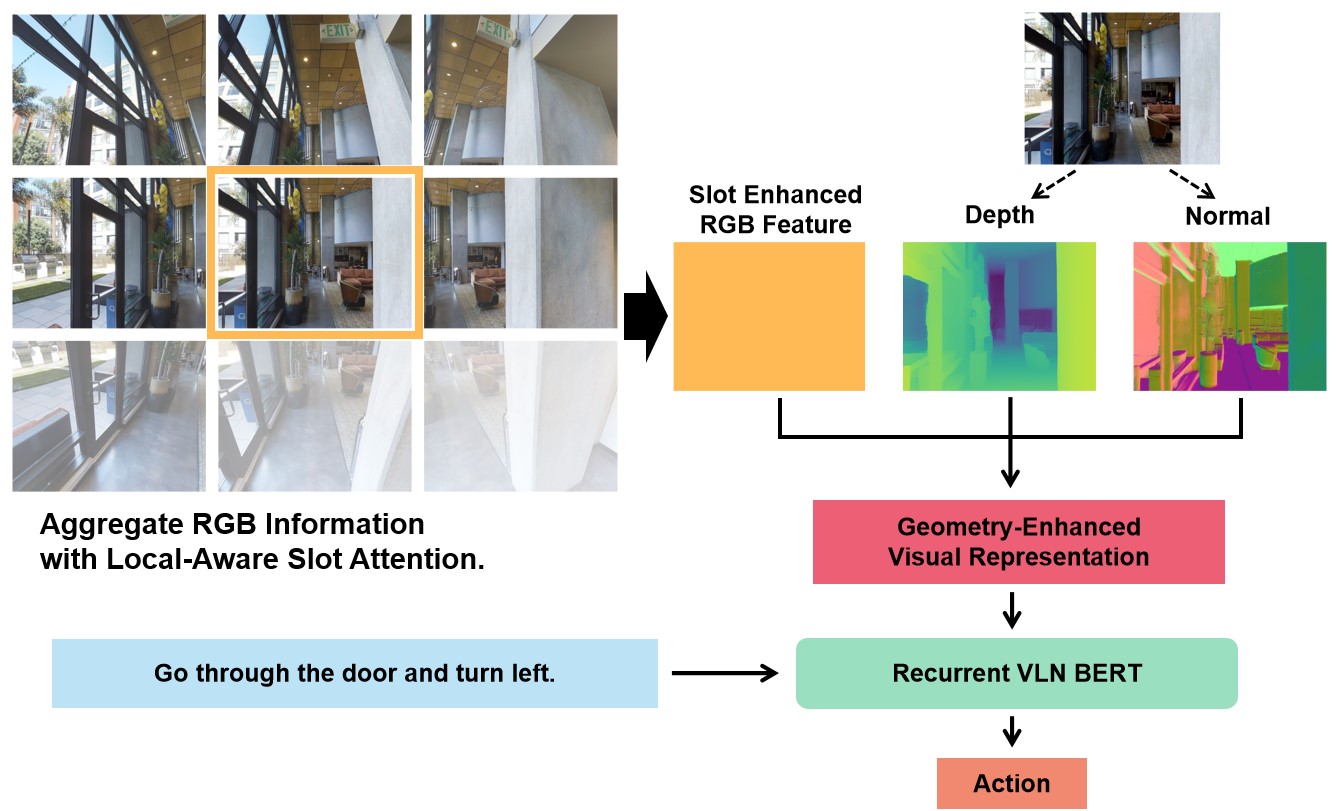 EXIT
EXIT
Slot Enhanced
RGB Feature
Depth
Normal
Aggregate RGB Information
with Local-Aware Slot Attention.
Geometry-Enhanced
Visual Representation
Go through the door and turn left.
Recurrent VLN BERT
Action